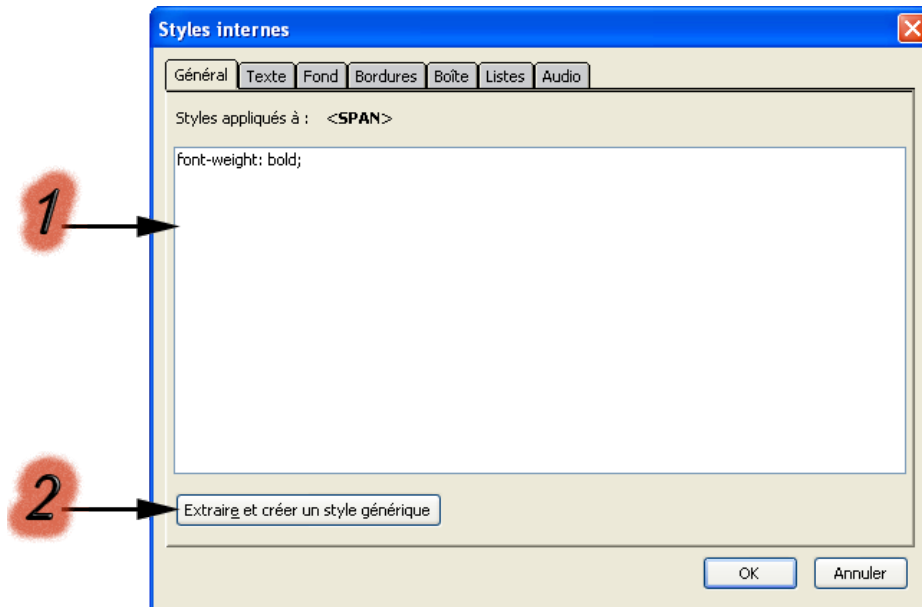 Styles internes
Général Texte Fond Bordures Boîte Listes Audio
Styles appliqués à : <SPAN>
font-weight: bold;
1
2
Extraire et créer un style générique
OK Annuler